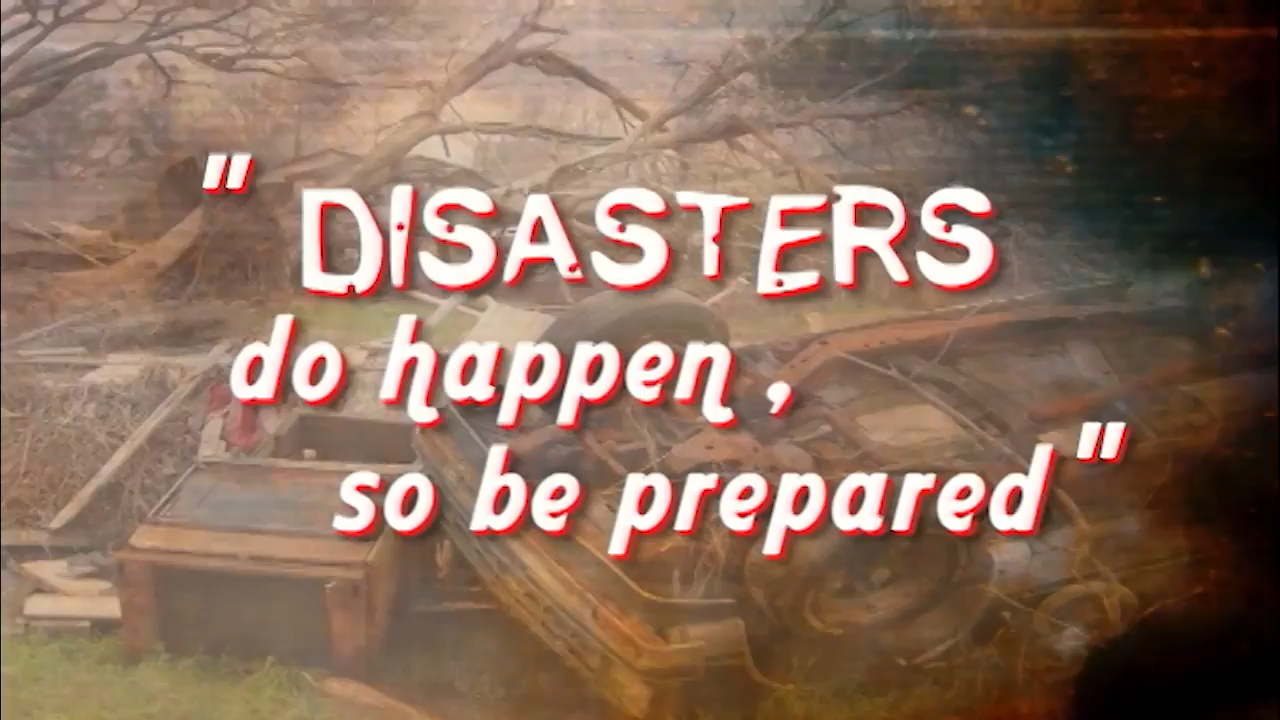 " DISASTERS
do happen ,
so be prepared "